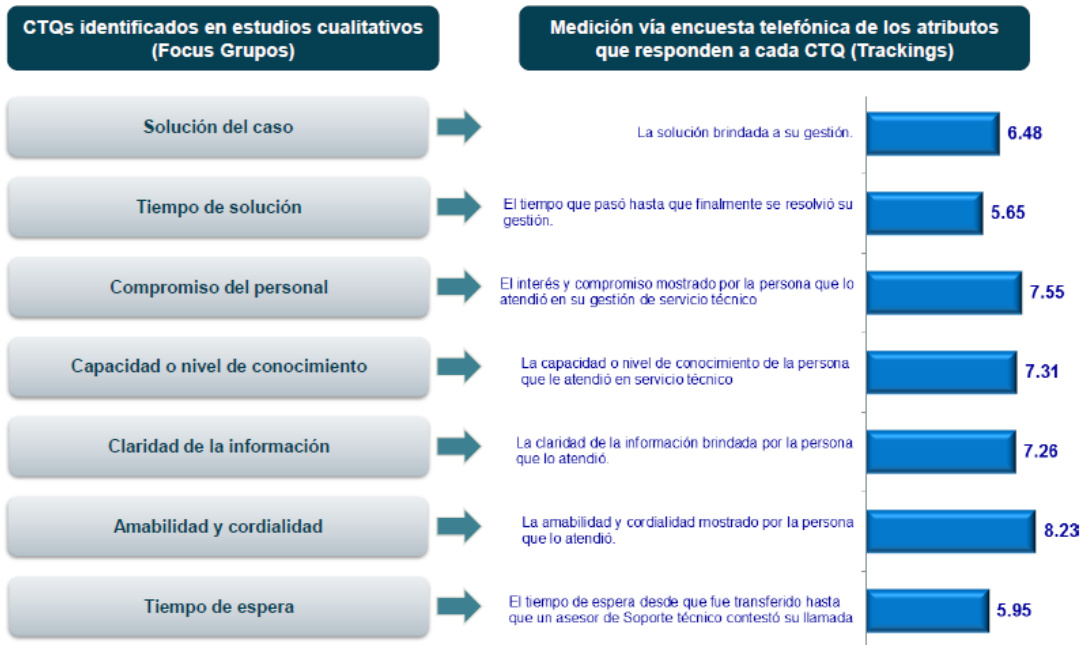 CTQs identificados en estudios cualitativos
(Focus Grupos)
Medición vía encuesta telefónica de los atributos
que responden a cada CTQ (Trackings)
Solución del caso
La solución brindada a su gestión.
6.48
Tiempo de solución
El tiempo que pasó hasta que finalmente se resolvió su
gestión.
5.65
Compromiso del personal
El interés y compromiso mostrado por la persona que lo
atendió en su gestión de servicio técnico
7.55
Capacidad o nivel de conocimiento
La capacidad o nivel de conocimiento de la persona
que le atendió en servicio técnico
7.31
Claridad de la información
La claridad de la información brindada por la persona
que lo atendió.
7.26
Amabilidad y cordialidad
La amabilidad y cordialidad mostrado por la persona
que lo atendió.
8.23
Tiempo de espera
El tiempo de espera desde que fue transferido hasta
que un asesor de Soporte técnico contestó su llamada
5.95